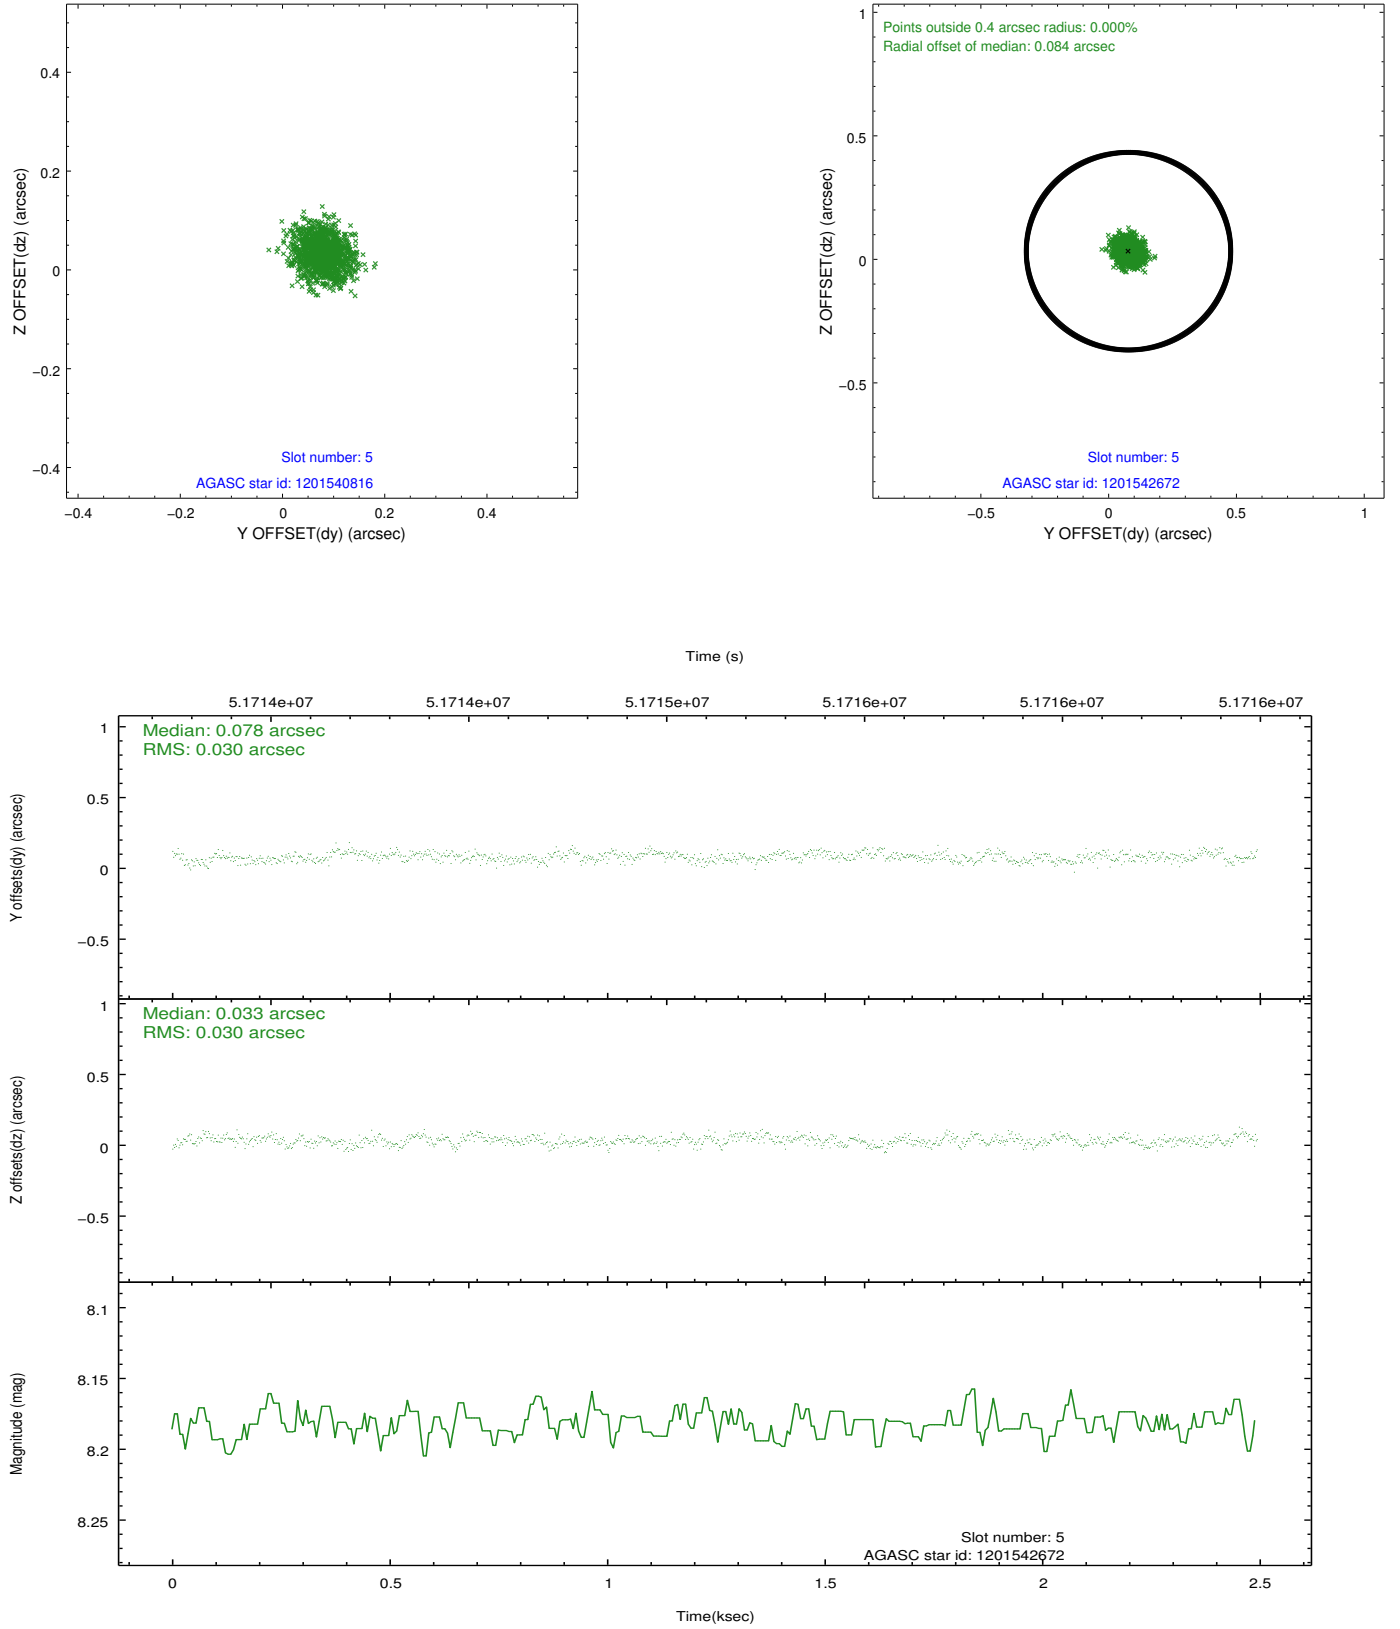 0.4
0.2
0
−0.2
−0.4
Z OFFSET(dz) (arcsec)
Slot number: 5
AGASC star id: 1201540816
−0.4 −0.2 0 0.2 0.4
Y OFFSET(dy) (arcsec)
Points outside 0.4 arcsec radius: 0.000%
Radial offset of median: 0.084 arcsec
1
0.5
0
−0.5
Z OFFSET(dz) (arcsec)
Slot number: 5
AGASC star id: 1201542672
−0.5 0 0.5 1
Y OFFSET(dy) (arcsec)
Time (s)
5.1714e+07 5.1714e+07 5.1715e+07 5.1716e+07 5.1716e+07 5.1716e+07
Median: 0.078 arcsec
RMS: 0.030 arcsec
1
0.5
0
−0.5
Y offsets(dy) (arcsec)
Median: 0.033 arcsec
RMS: 0.030 arcsec
1
0.5
0
−0.5
Z offsets(dz) (arcsec)
8.1
8.15
8.2
8.25
Magnitude (mag)
Slot number: 5
AGASC star id: 1201542672
0 0.5 1 1.5 2 2.5
Time(ksec)